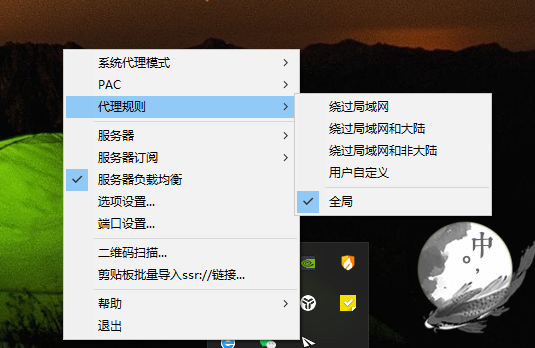 系统代理模式
PAC
代理规则
服务器
服务器订阅
服务器负载均衡
选项设置...
端口设置...
二维码扫描...
剪贴板批量导入ssr://链接...
帮助
退出
绕过局域网
绕过局域网和大陆
绕过局域网和非大陆
用户自定义
全局
中
。,